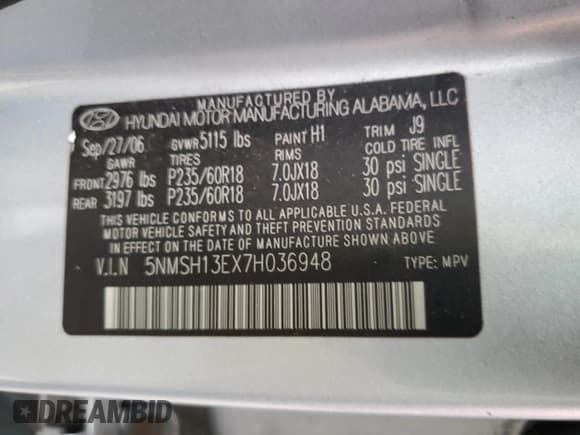 MANUFACTURED BY
HYUNDAI MOTOR MANUFACTURING ALABAMA, LLC
Sep/27/06 GVWR 5115 lbs PAINT H1 TRIM J9
GAWR TIRES RIMS COLD TIRE INFL
FRONT 2976 lbs P235/60R18 7.0JX18 30 psi SINGLE
REAR 3197 lbs P235/60R18 7.0JX18 30 psi SINGLE
THIS VEHICLE CONFORMS TO ALL APPLICABLE U.S.A. FEDERAL
MOTOR VEHICLE SAFETY AND THEFT PREVENTION STANDARDS
IN EFFECT ON THE DATE OF MANUFACTURE SHOWN ABOVE.
V.I.N 5NMSH13EX7H036948 TYPE: MPV
DREAMBID